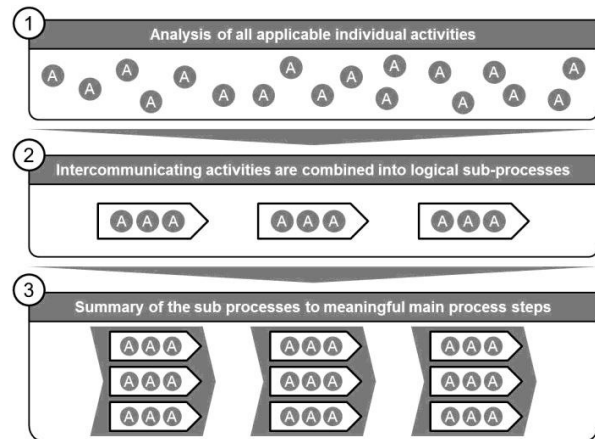 1
Analysis of all applicable individual activities
A A A A A A A A A A A A A A A A A A
2
Intercommunicating activities are combined into logical sub-processes
A A A A A A A A A
3
Summary of the sub processes to meaningful main process steps
A A A A A A A A A
A A A A A A A A A
A A A A A A A A A